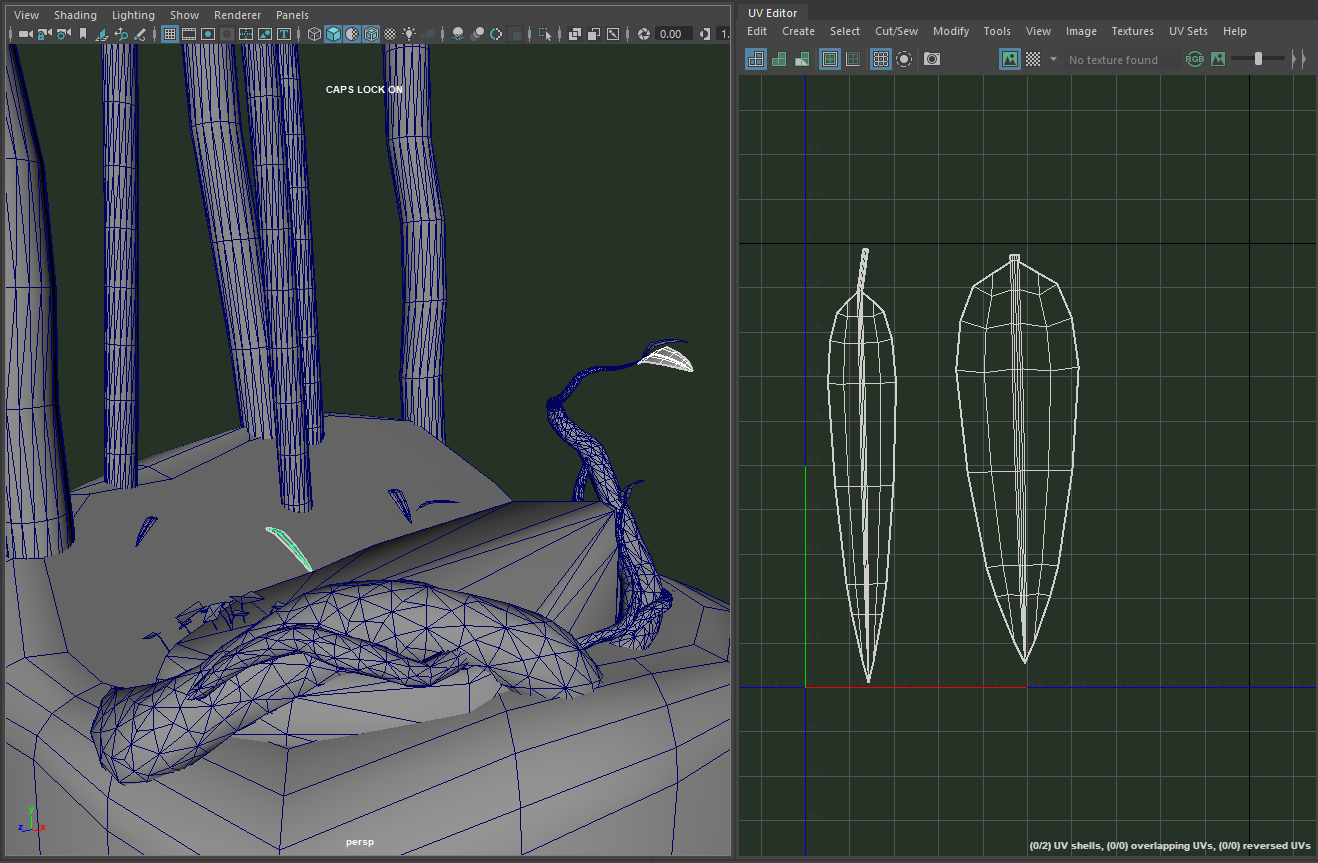 View Shading Lighting Show Renderer Panels
0.00 1.
CAPS LOCK ON
y
z x
persp
UV Editor
Edit Create Select Cut/Sew Modify Tools View Image Textures UV Sets Help
No texture found
RGB
(0/2) UV shells, (0/0) overlapping UVs, (0/0) reversed UVs